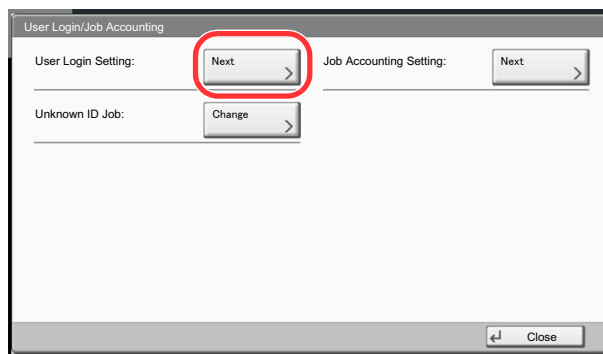 User Login/Job Accounting
User Login Setting: Next Job Accounting Setting: Next
Unknown ID Job: Change
Close